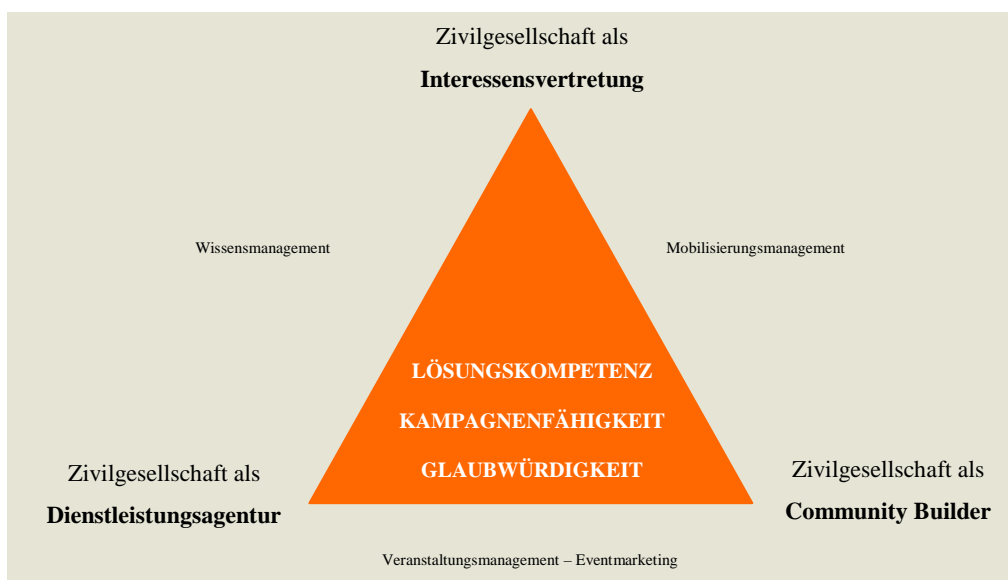 Zivilgesellschaft als
Interessensvertretung
Wissensmanagement
Mobilisierungsmanagement
LÖSUNGSKOMPETENZ
KAMPAGNENFÄHIGKEIT
GLAUBWÜRDIGKEIT
Zivilgesellschaft als
Dienstleistungsagentur
Zivilgesellschaft als
Community Builder
Veranstaltungsmanagement – Eventmarketing